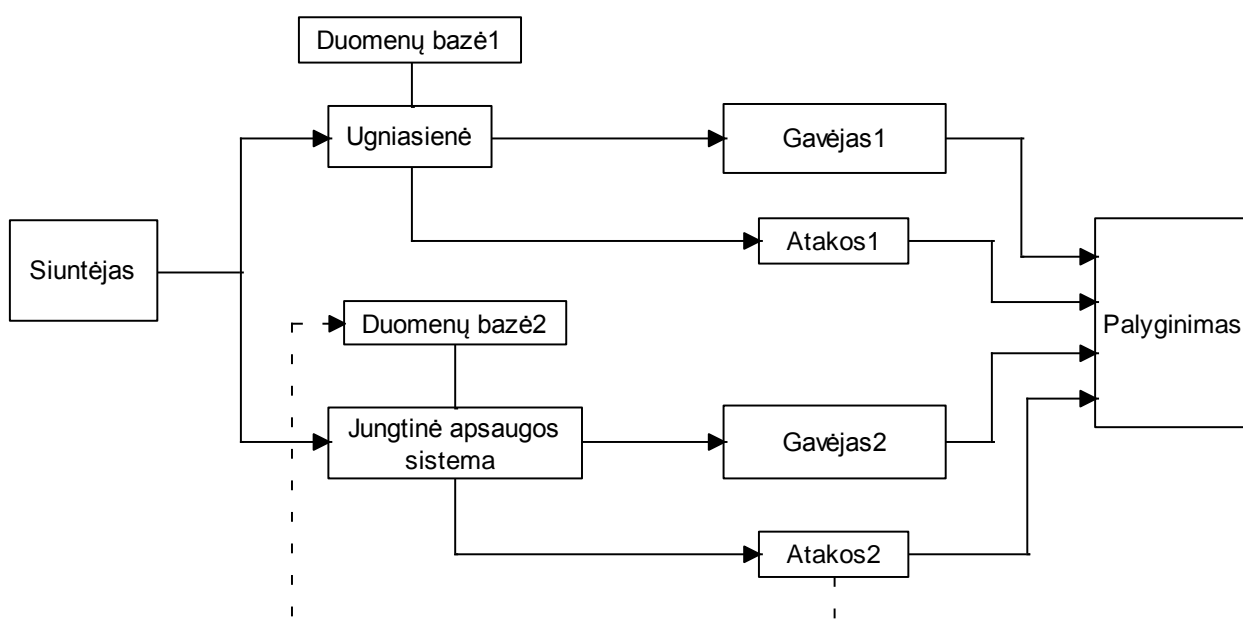 Duomenų bazė1
Ugniasienė
Gavėjas1
Atakos1
Siuntėjas
Duomenų bazė2
Palyginimas
Jungtinė apsaugos
sistema
Gavėjas2
Atakos2